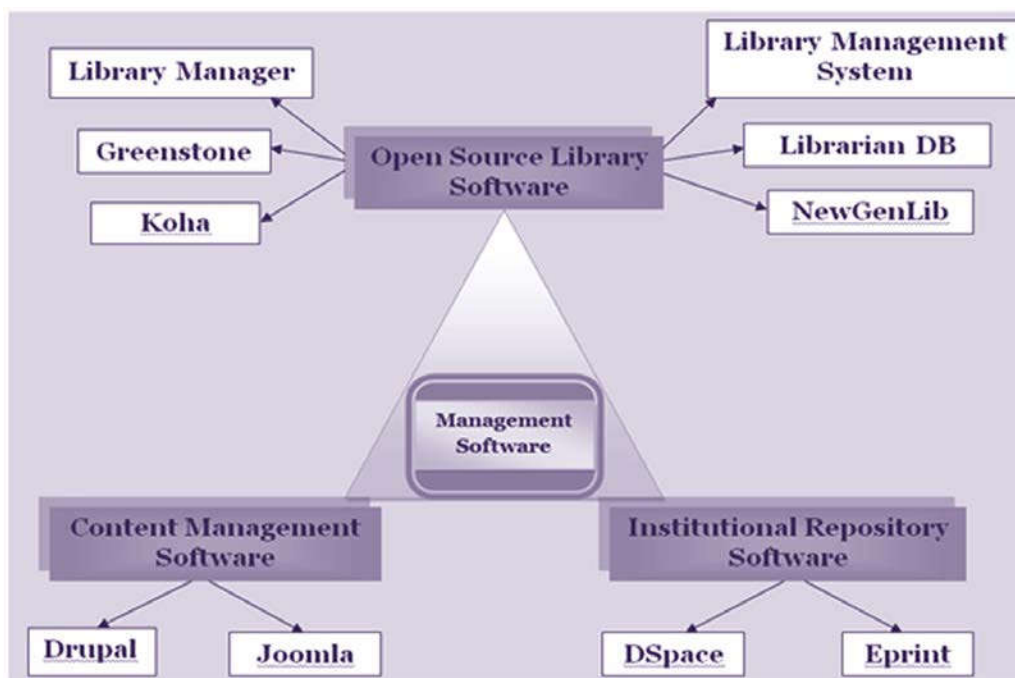 Library Manager
Greenstone
Koha
Open Source Library
Software
Library Management
System
Librarian DB
NewGenLib
Management
Software
Content Management
Software
Drupal
Joomla
Institutional Repository
Software
DSpace
Eprint